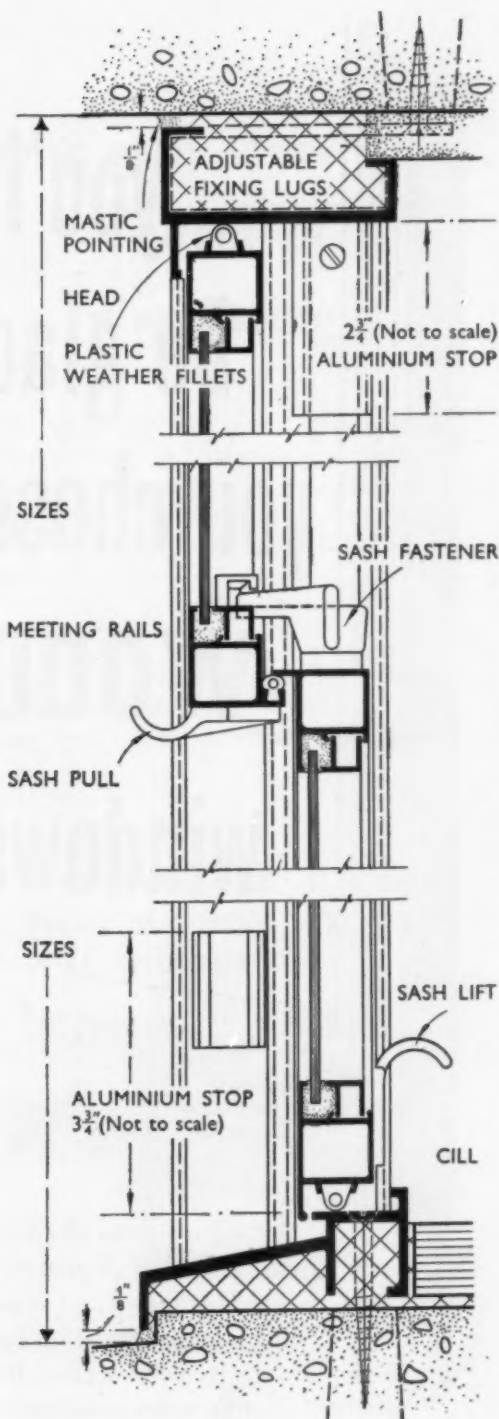 1/8"
ADJUSTABLE
FIXING LUGS
MASTIC
POINTING
HEAD
PLASTIC
WEATHER FILLETS
2 3/4" (Not to scale)
ALUMINIUM STOP
SIZES
SASH FASTENER
MEETING RAILS
SASH PULL
SIZES
SASH LIFT
ALUMINIUM STOP
3 3/4" (Not to scale)
CILL
1/8"